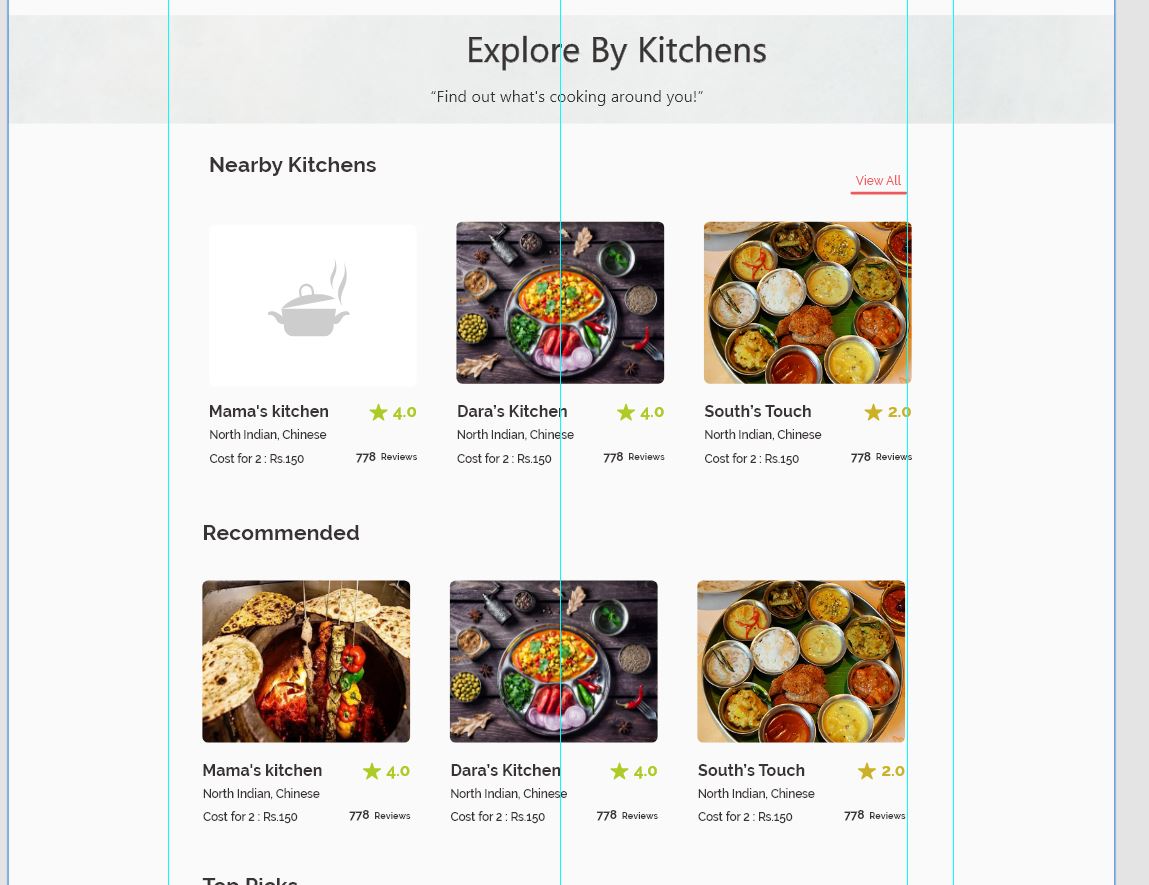 Explore By Kitchens
“Find out what's cooking around you!”
Nearby Kitchens
View All
Mama's kitchen 4.0
North Indian, Chinese
Cost for 2 : Rs.150 778 Reviews
Dara’s Kitchen 4.0
North Indian, Chinese
Cost for 2 : Rs.150 778 Reviews
South’s Touch 2.0
North Indian, Chinese
Cost for 2 : Rs.150 778 Reviews
Recommended
Mama's kitchen 4.0
North Indian, Chinese
Cost for 2 : Rs.150 778 Reviews
Dara’s Kitchen 4.0
North Indian, Chinese
Cost for 2 : Rs.150 778 Reviews
South’s Touch 2.0
North Indian, Chinese
Cost for 2 : Rs.150 778 Reviews
Top Picks